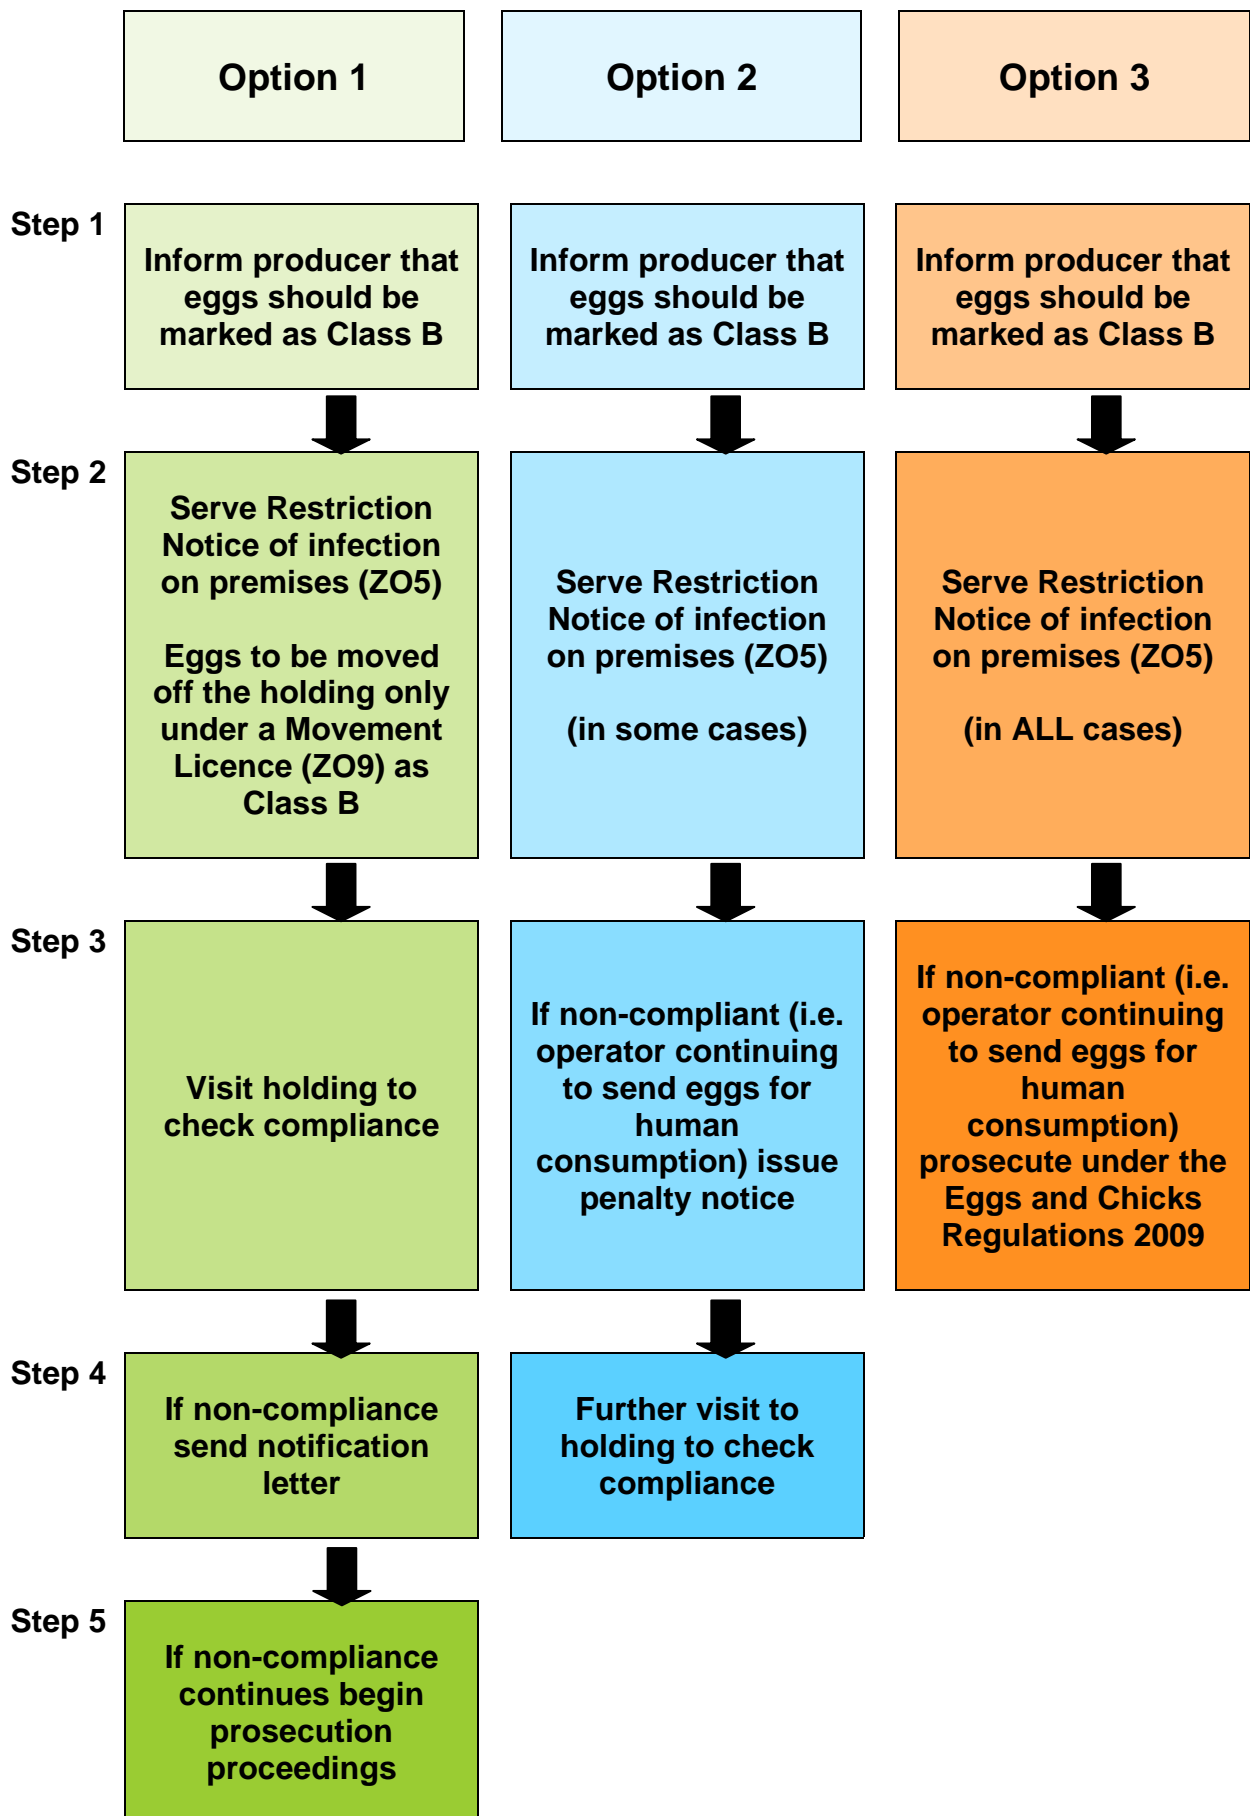 Option 1
Option 2
Option 3
Step 1
Inform producer that
eggs should be
marked as Class B
Inform producer that
eggs should be
marked as Class B
Inform producer that
eggs should be
marked as Class B
Step 2
Serve Restriction
Notice of infection
on premises (ZO5)
Eggs to be moved
off the holding only
under a Movement
Licence (ZO9) as
Class B
Serve Restriction
Notice of infection
on premises (ZO5)
(in some cases)
Serve Restriction
Notice of infection
on premises (ZO5)
(in ALL cases)
Step 3
Visit holding to
check compliance
If non-compliant (i.e.
operator continuing
to send eggs for
human
consumption) issue
penalty notice
If non-compliant (i.e.
operator continuing
to send eggs for
human
consumption)
prosecute under the
Eggs and Chicks
Regulations 2009
Step 4
If non-compliance
send notification
letter
Further visit to
holding to check
compliance
Step 5
If non-compliance
continues begin
prosecution
proceedings